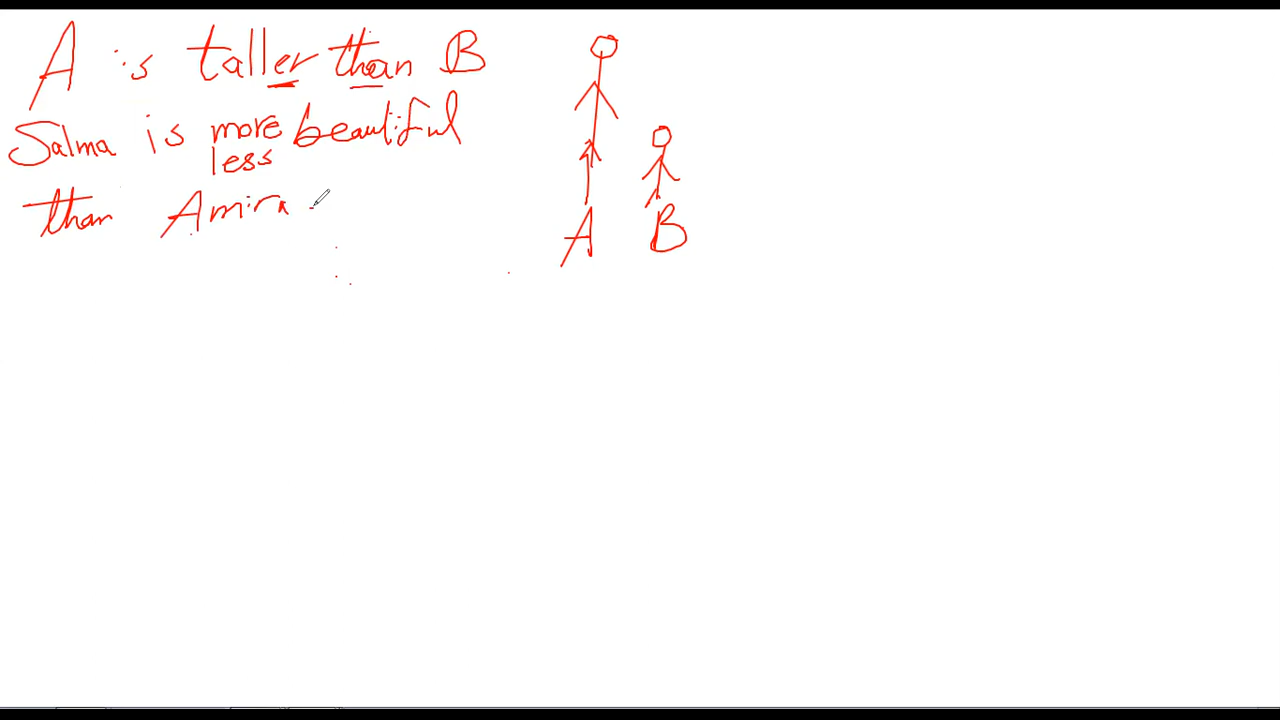 A is taller than B
Salma is more beautiful
less
than Amira
A B